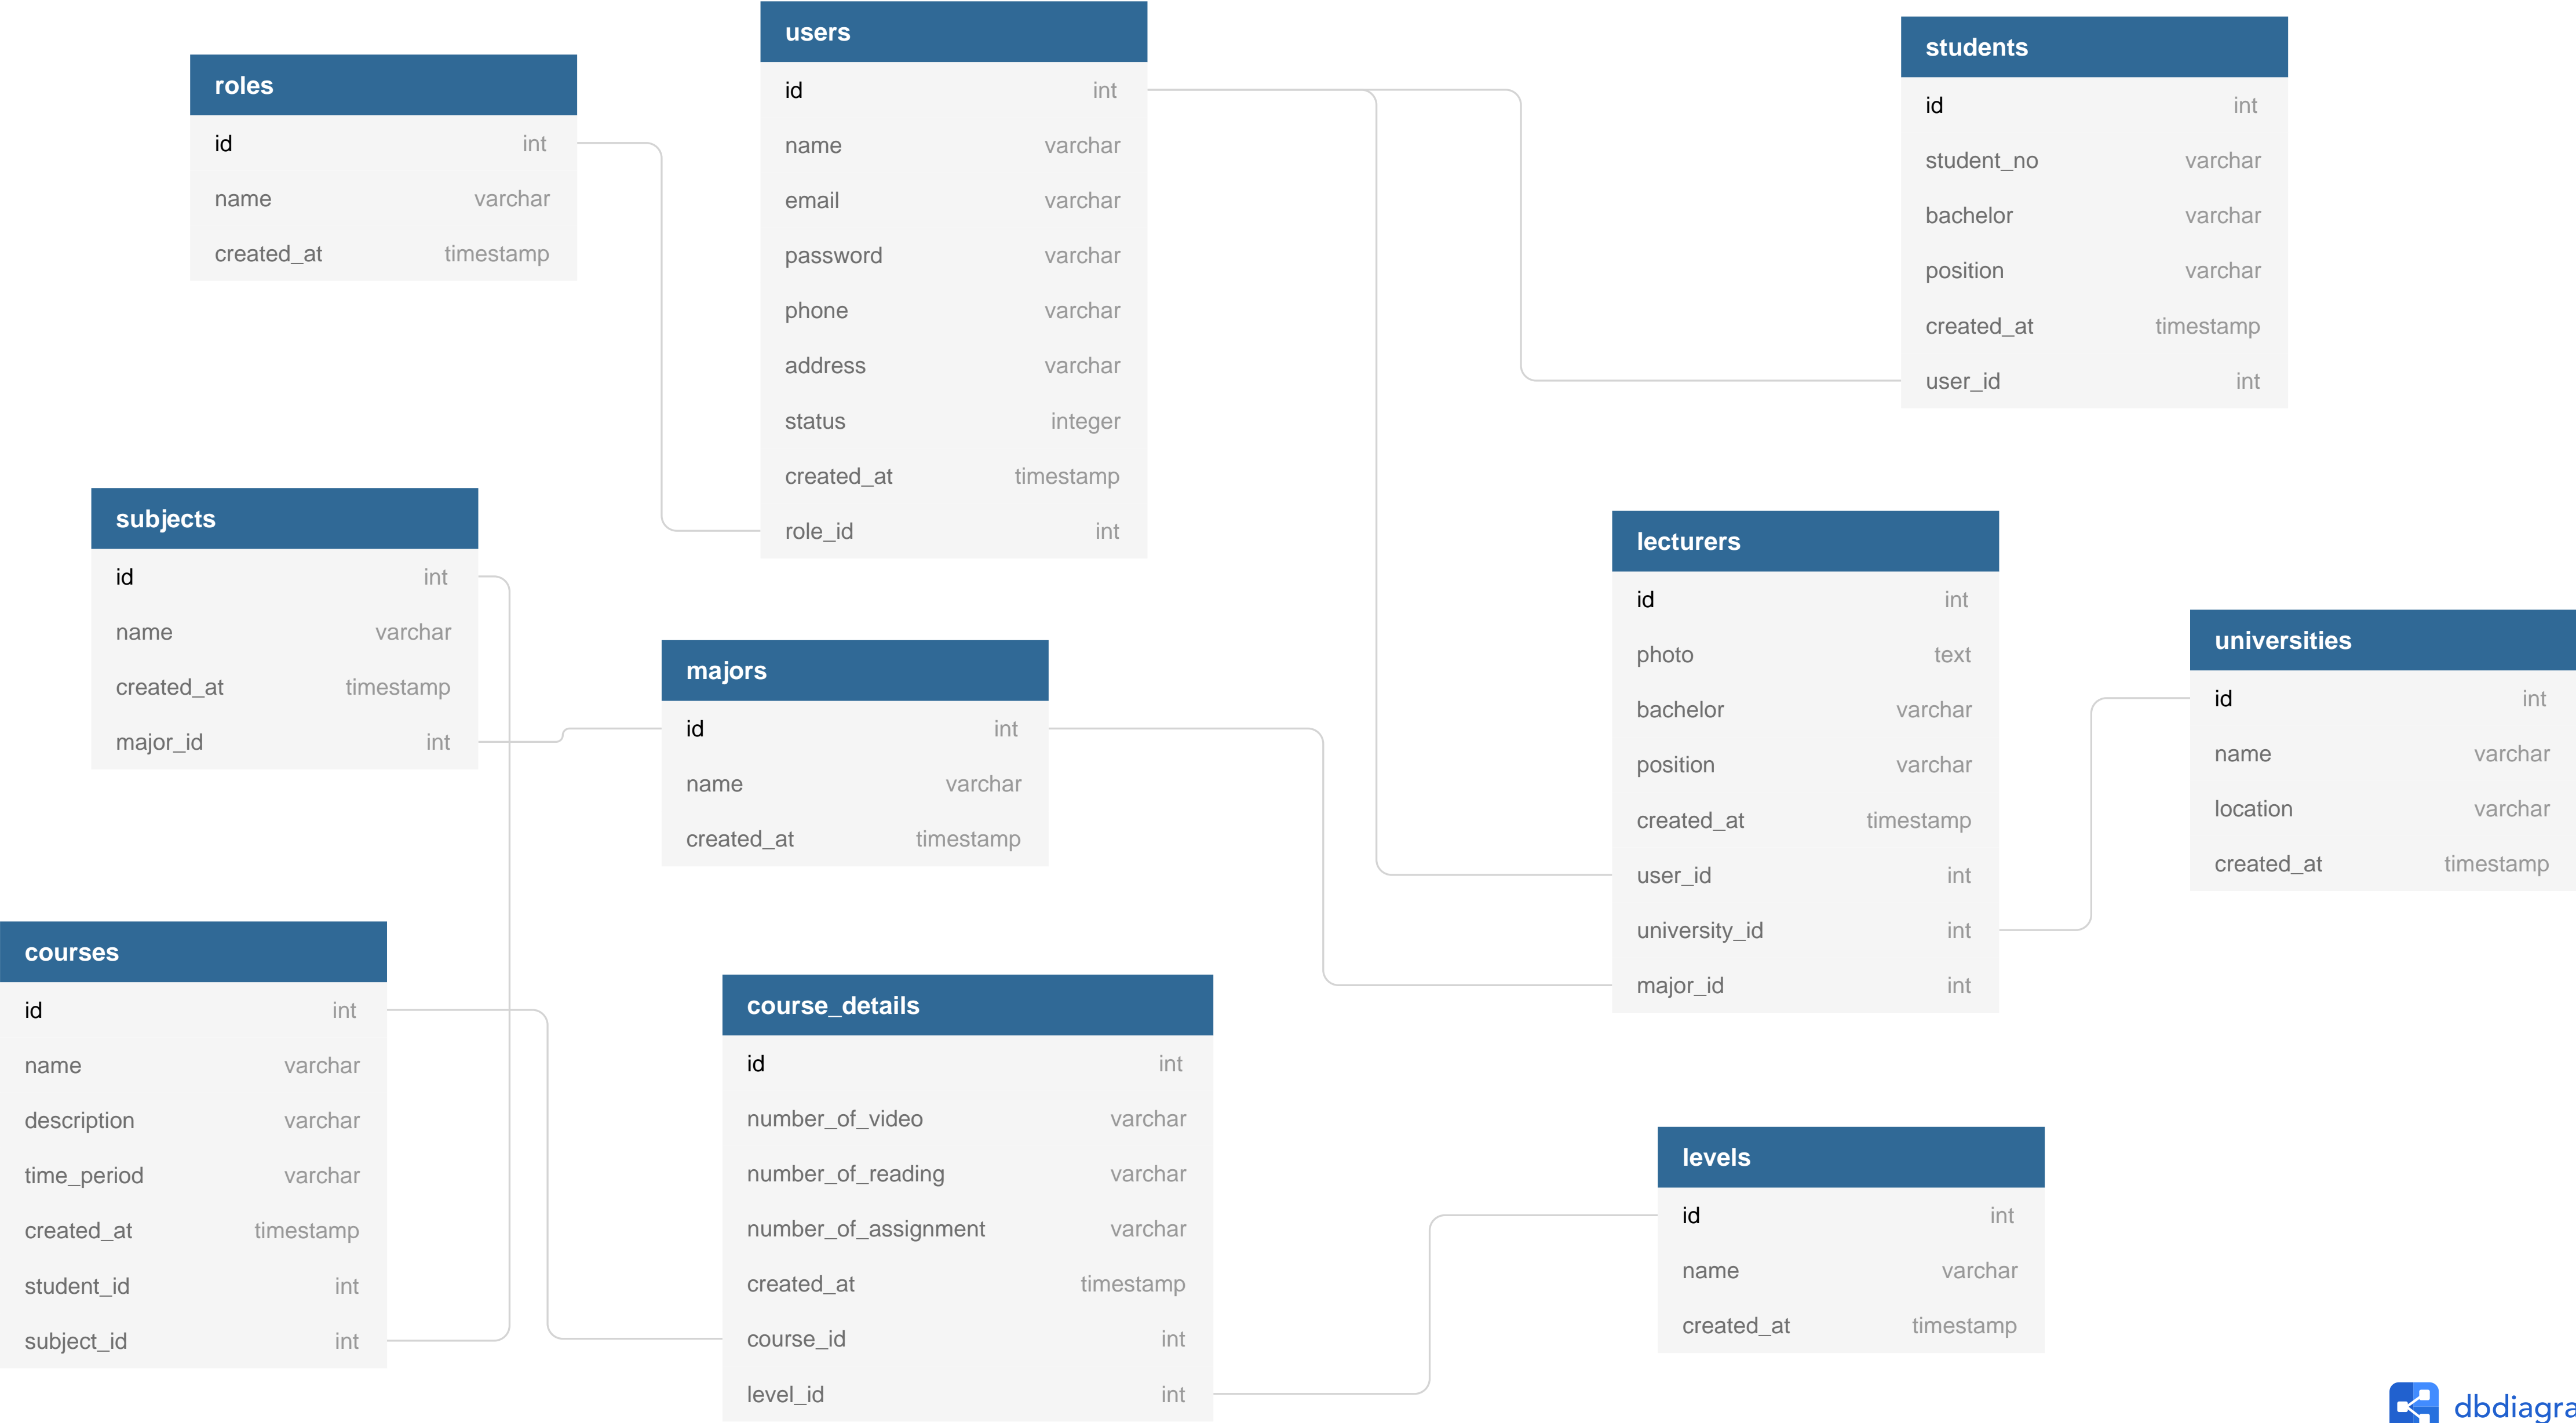 roles
id int
name varchar
created_at timestamp
users
id int
name varchar
email varchar
password varchar
phone varchar
address varchar
status integer
created_at timestamp
role_id int
students
id int
student_no varchar
bachelor varchar
position varchar
created_at timestamp
user_id int
subjects
id int
name varchar
created_at timestamp
major_id int
majors
id int
name varchar
created_at timestamp
lecturers
id int
photo text
bachelor varchar
position varchar
created_at timestamp
user_id int
university_id int
major_id int
universities
id int
name varchar
location varchar
created_at timestamp
courses
id int
name varchar
description varchar
time_period varchar
created_at timestamp
student_id int
subject_id int
course_details
id int
number_of_video varchar
number_of_reading varchar
number_of_assignment varchar
created_at timestamp
course_id int
level_id int
levels
id int
name varchar
created_at timestamp
dbdiagra